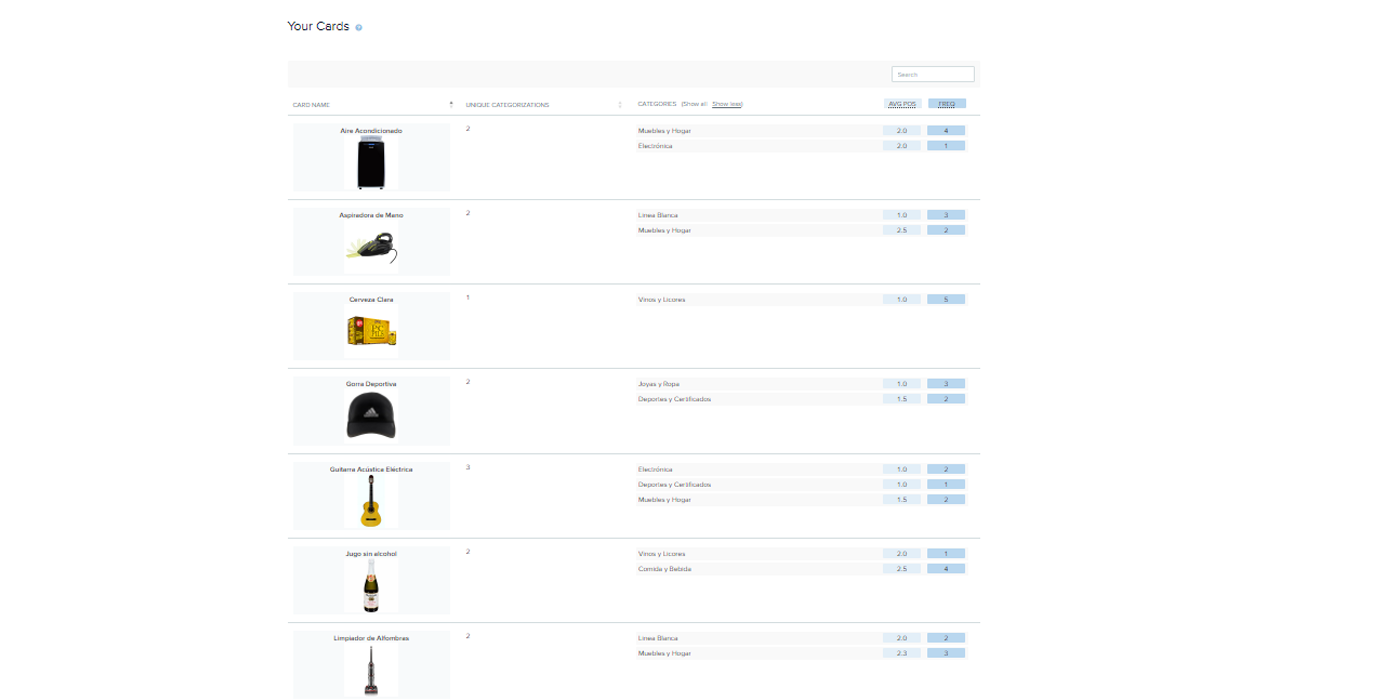 Your Cards ?
Search
CARD NAME UNIQUE CATEGORIZATIONS CATEGORIES (Show all Show less) AVG POS FREQ
Aire Acondicionado 2 Muebles y Hogar 2.0 4
Electrónica 2.0 1
Aspiradora de Mano 2 Línea Blanca 1.0 3
Muebles y Hogar 2.5 2
Cerveza Clara 1 Vinos y Licores 1.0 5
Gorra Deportiva 2 Joyas y Ropa 1.0 3
Deportes y Certificados 1.5 2
Guitarra Acústica Eléctrica 3 Electrónica 1.0 2
Deportes y Certificados 1.0 1
Muebles y Hogar 1.5 2
Jugo sin alcohol 2 Vinos y Licores 2.0 1
Comida y Bebida 2.5 4
Limpiador de Alfombras 2 Línea Blanca 2.0 2
Muebles y Hogar 2.3 3